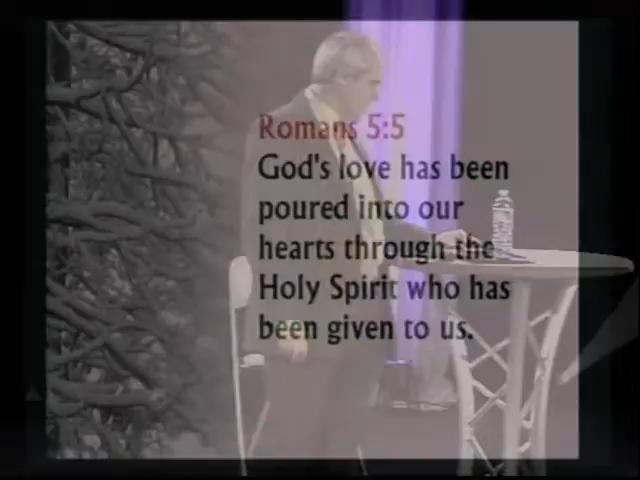 Romans 5:5
God's love has been
poured into our
hearts through the
Holy Spirit who has
been given to us.